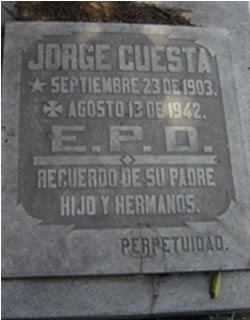 JORGE CUESTA
★ SEPTIEMBRE 23 DE 1903.
✠ AGOSTO 13 DE 1942.
E.P.D.
RECUERDO DE SU PADRE
HIJO Y HERMANOS.
PERPETUIDAD.